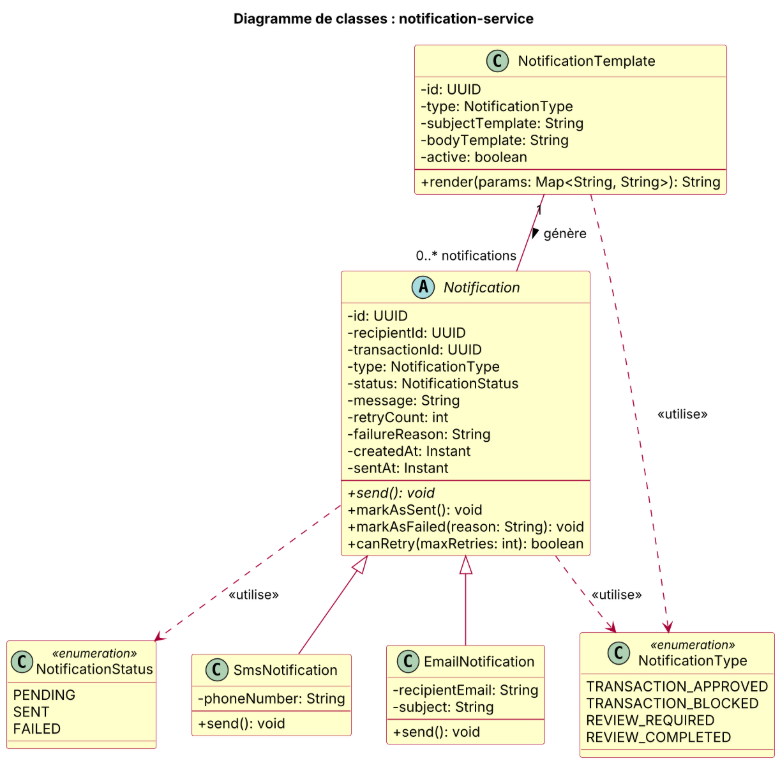 Diagramme de classes : notification-service
C NotificationTemplate
-id: UUID
-type: NotificationType
-subjectTemplate: String
-bodyTemplate: String
-active: boolean
+render(params: Map<String, String>): String
1
génère
0..* notifications
A Notification
-id: UUID
-recipientId: UUID
-transactionId: UUID
-type: NotificationType
-status: NotificationStatus
-message: String
-retryCount: int
-failureReason: String
-createdAt: Instant
-sentAt: Instant
+send(): void
+markAsSent(): void
+markAsFailed(reason: String): void
+canRetry(maxRetries: int): boolean
«utilise»
«utilise»
«utilise»
C «enumeration»
NotificationStatus
PENDING
SENT
FAILED
C SmsNotification
-phoneNumber: String
+send(): void
C EmailNotification
-recipientEmail: String
-subject: String
+send(): void
C «enumeration»
NotificationType
TRANSACTION_APPROVED
TRANSACTION_BLOCKED
REVIEW_REQUIRED
REVIEW_COMPLETED